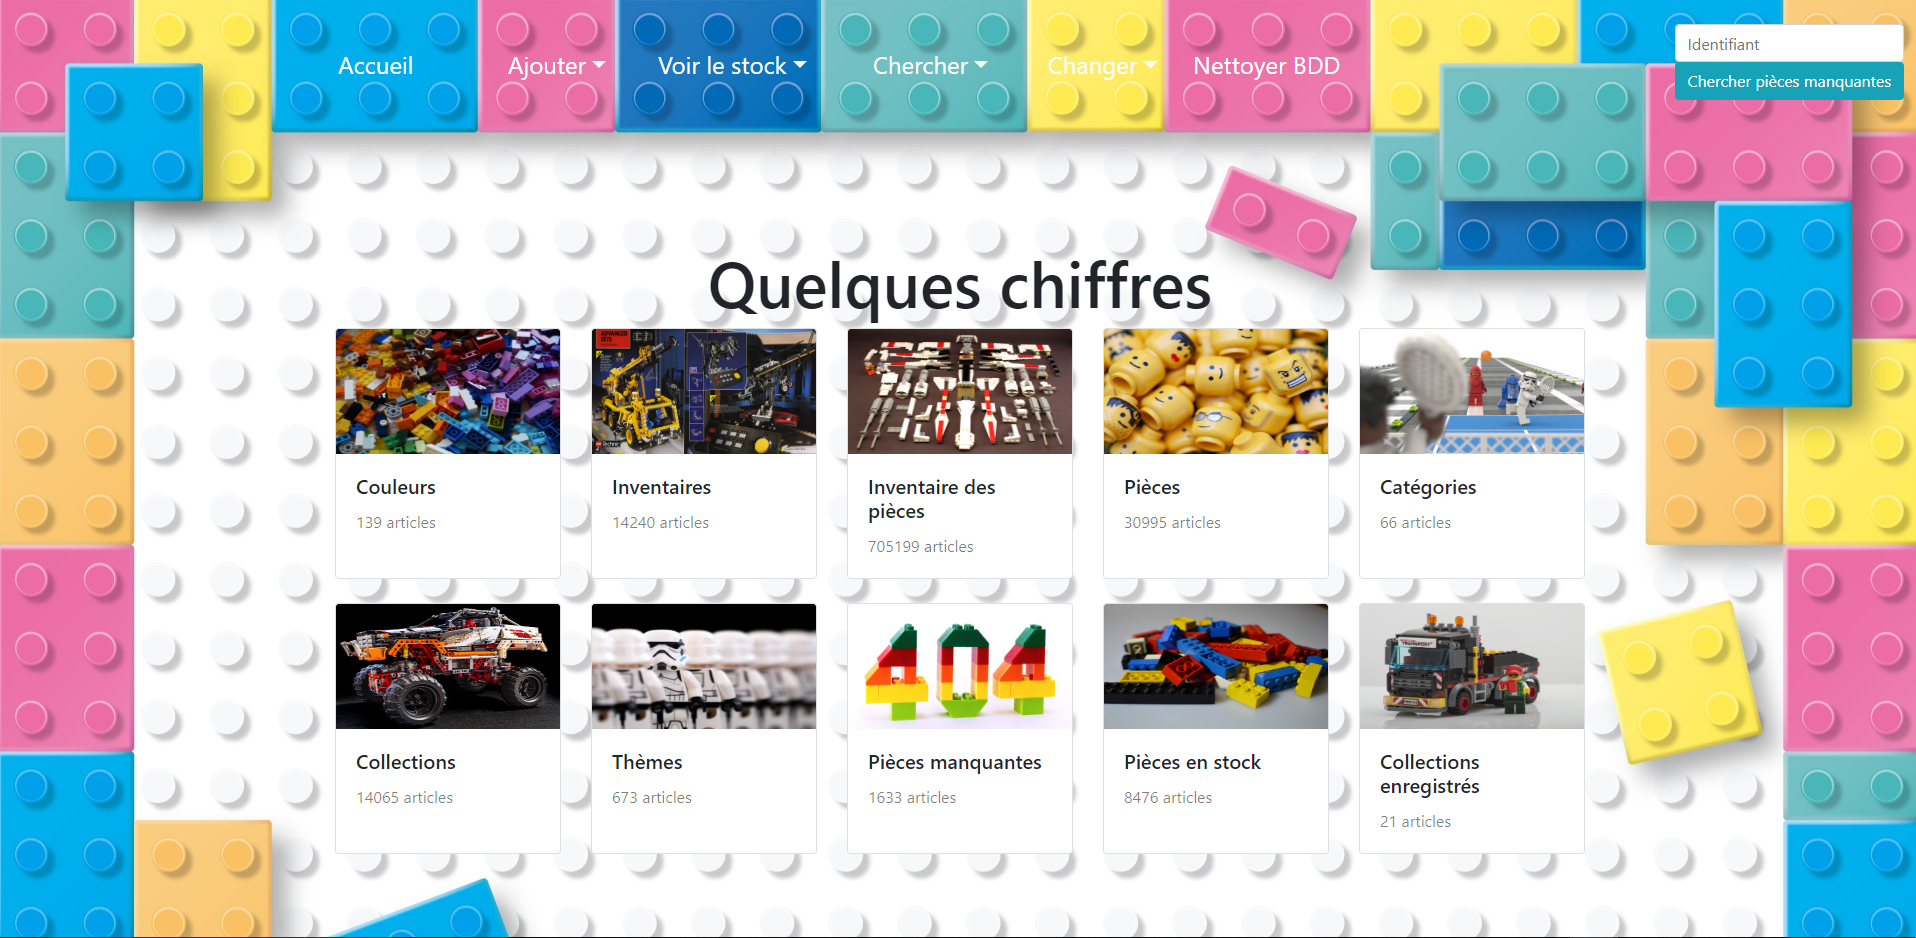 Accueil
Ajouter
Voir le stock
Chercher
Changer
Nettoyer BDD
Identifiant
Chercher pièces manquantes
Quelques chiffres
Couleurs
139 articles
Inventaires
14240 articles
Inventaire des
pièces
705199 articles
Pièces
30995 articles
Catégories
66 articles
Collections
14065 articles
Thèmes
673 articles
404
Pièces manquantes
1633 articles
Pièces en stock
8476 articles
Collections
enregistrés
21 articles